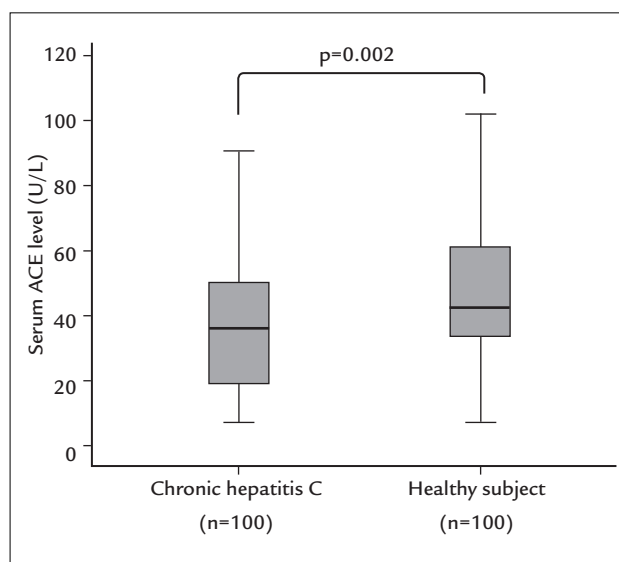 p=0.002
Serum ACE level (U/L)
120
100
80
60
40
20
0
Chronic hepatitis C Healthy subject
(n=100) (n=100)